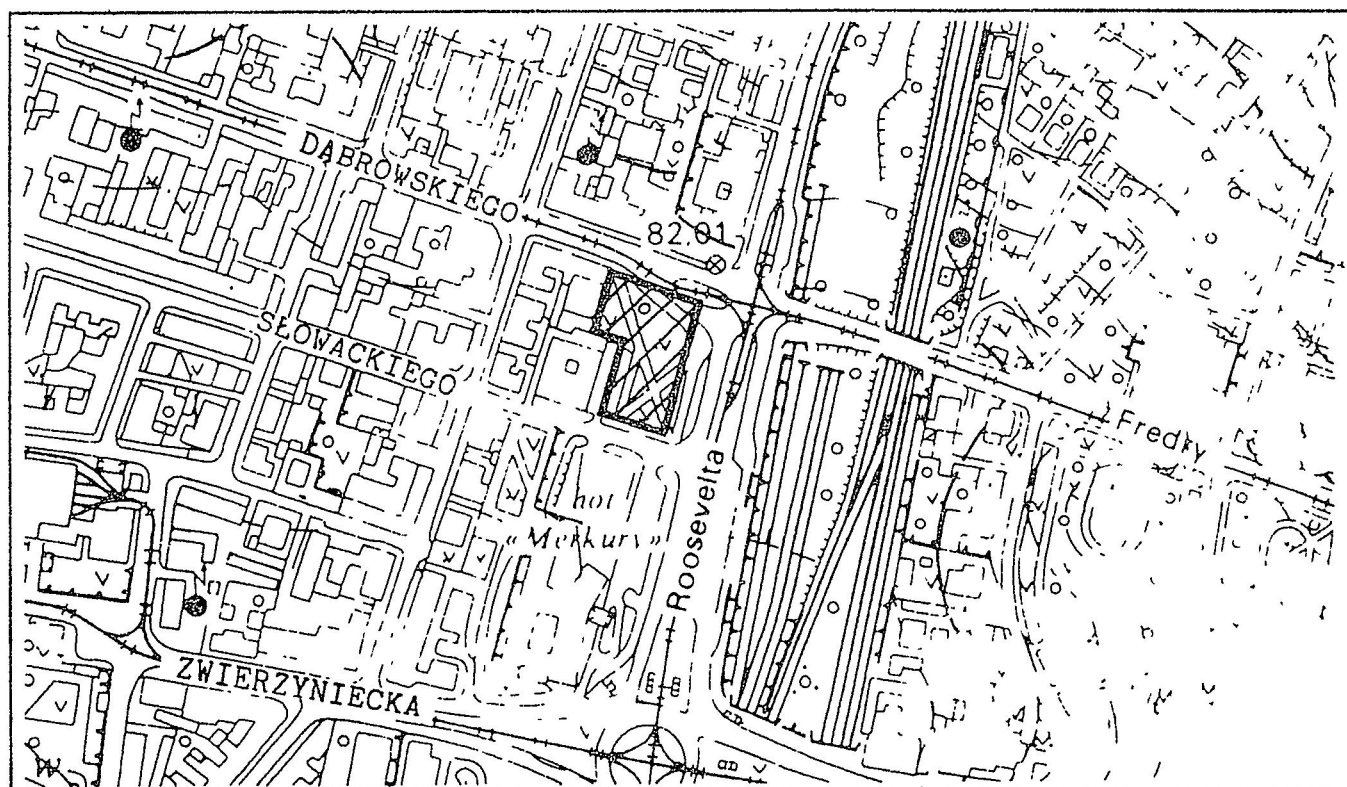 DĄBROWSKIEGO
82.01
SŁOWACKIEGO
Fredry
hot
«Merkury»
Roosevelta
ZWIERZYNIECKA